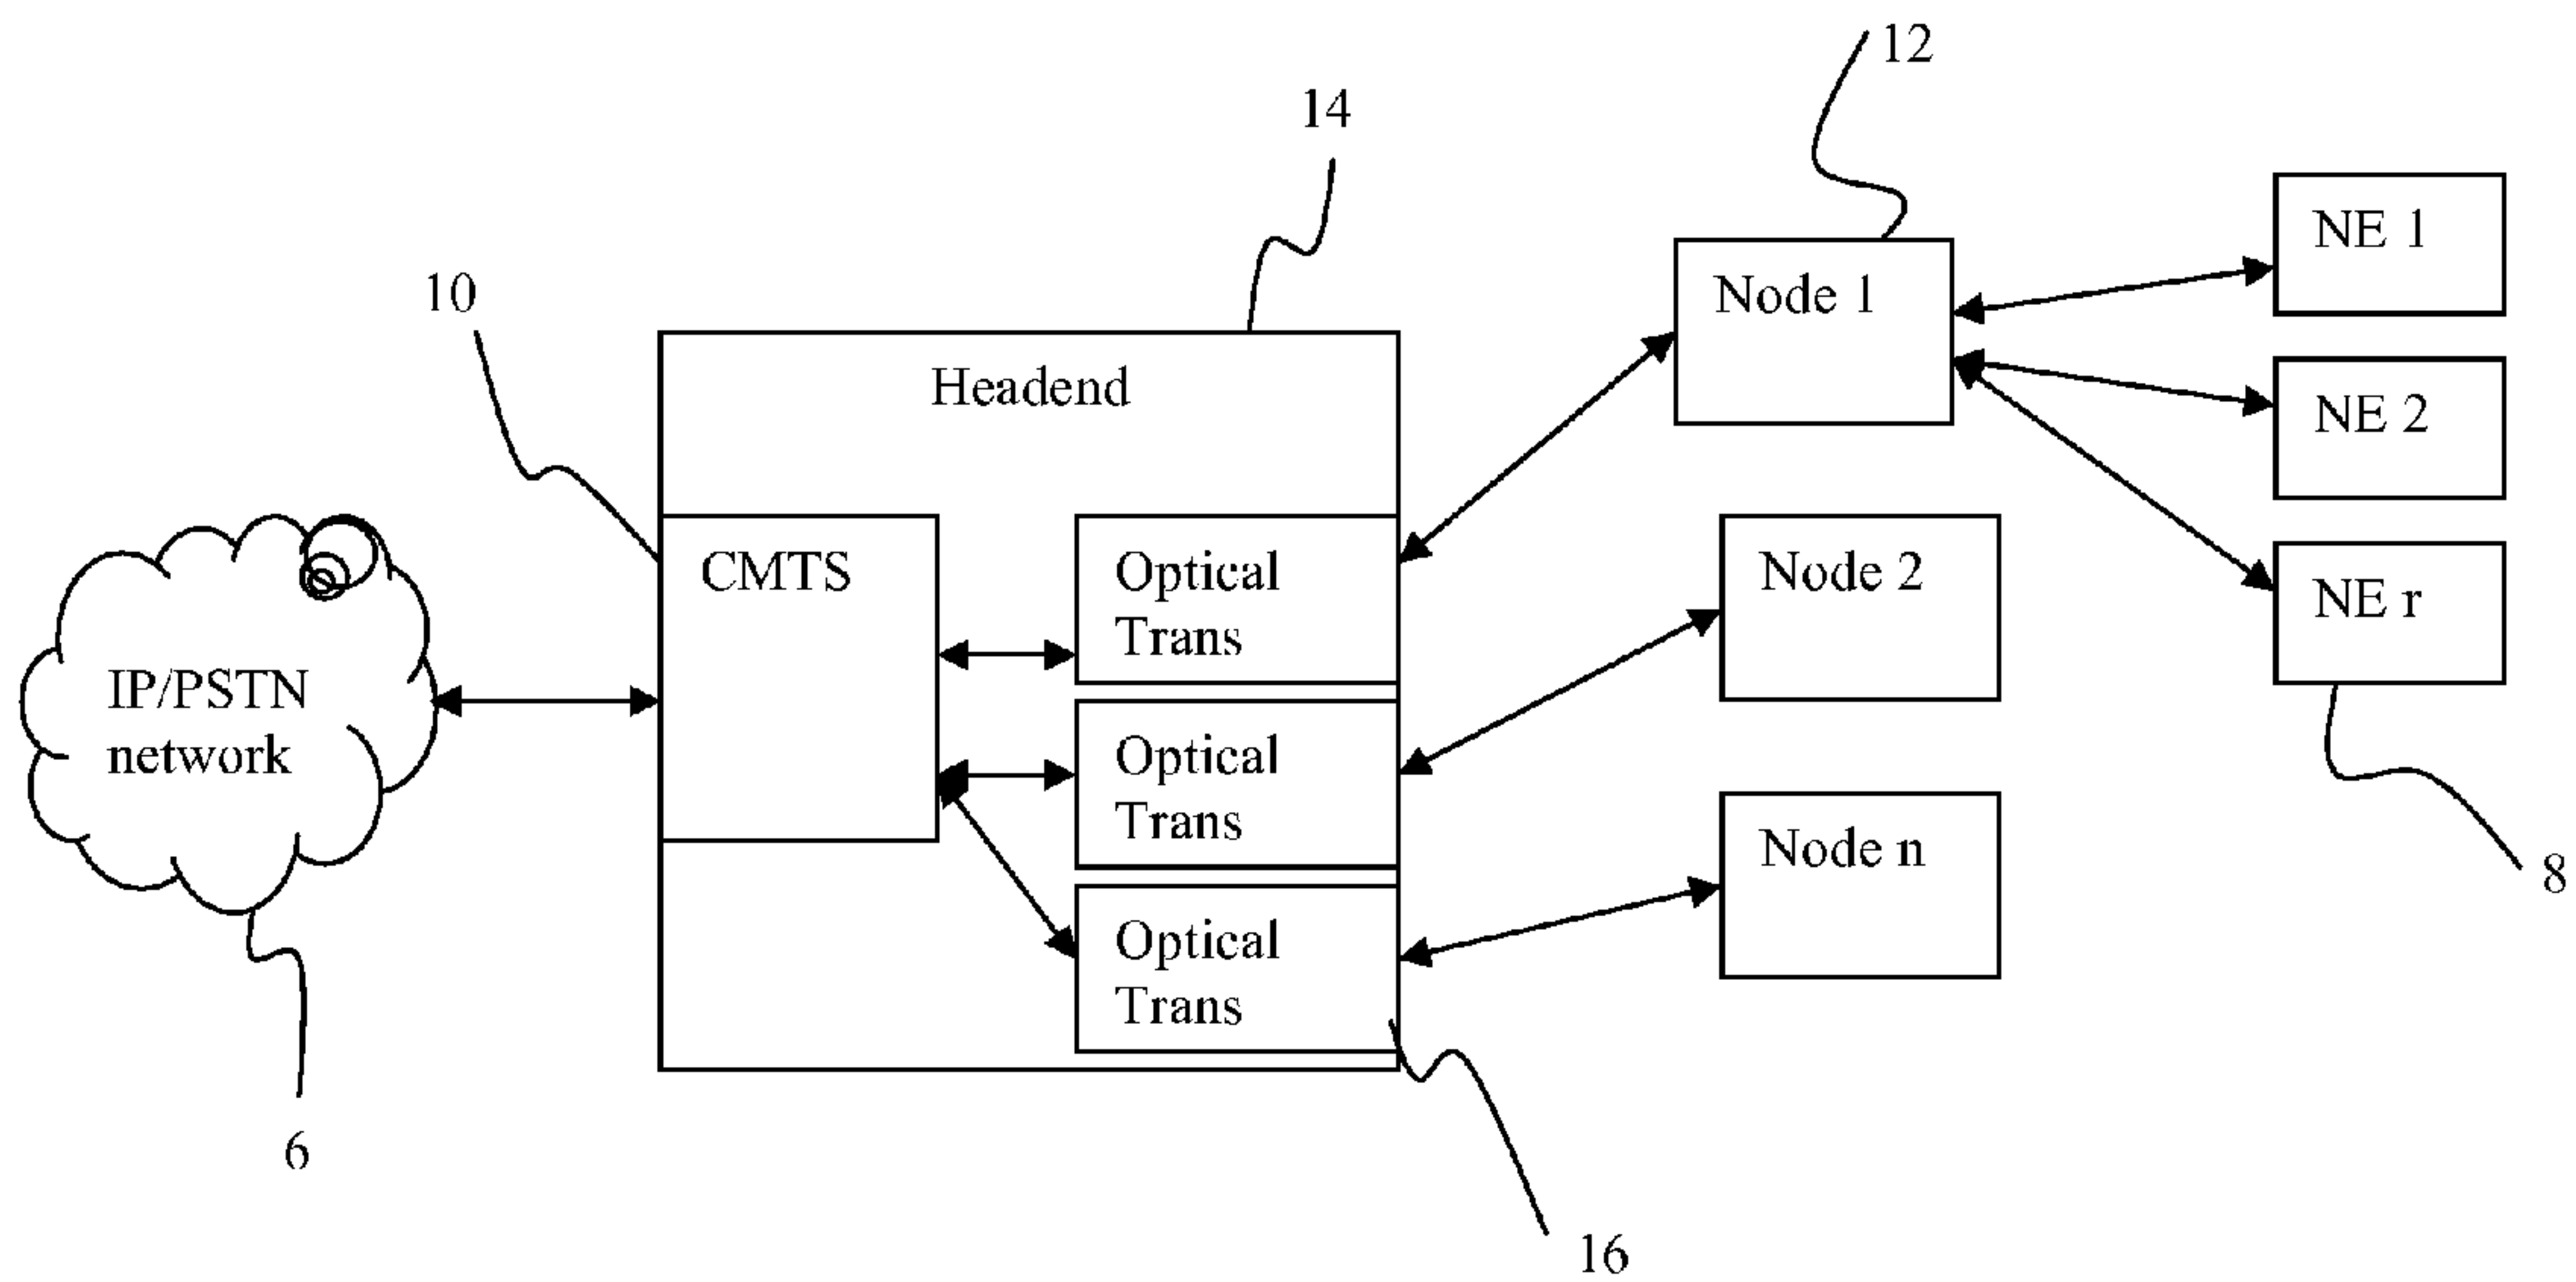 12
14
NE 1
10
Node 1
Headend
NE 2
CMTS
Optical
Trans
Node 2
NE r
IP/PSTN
network
Optical
Trans
Node n
8
Optical
Trans
6
16